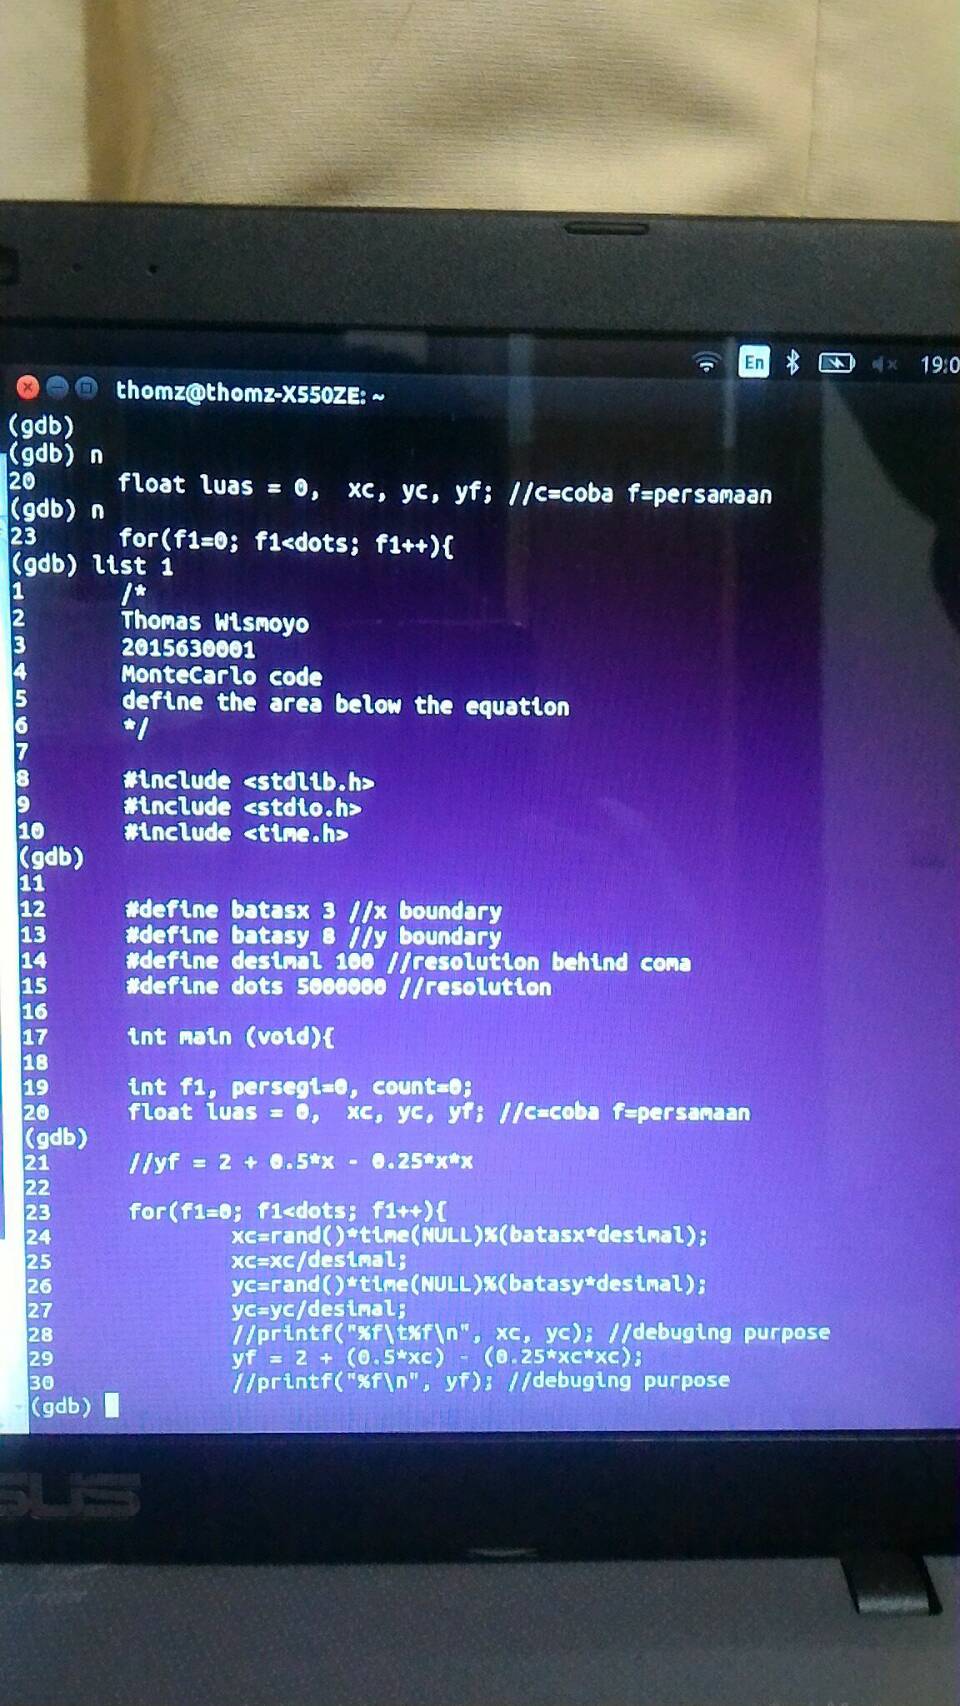 En 19:0
thomz@thomz-X550ZE: ~
(gdb)
(gdb) n
20 float luas = 0, xc, yc, yf; //c=coba f=persamaan
(gdb) n
23 for(f1=0; f1<dots; f1++){
(gdb) list 1
1 /*
2 Thomas Wismoyo
3 2015630001
4 MonteCarlo code
5 define the area below the equation
6 */
7
8 #include <stdlib.h>
9 #include <stdio.h>
10 #include <time.h>
(gdb)
11
12 #define batasx 3 //x boundary
13 #define batasy 8 //y boundary
14 #define desimal 100 //resolution behind coma
15 #define dots 5000000 //resolution
16
17 int main (void){
18
19 int f1, persegi=0, count=0;
20 float luas = 0, xc, yc, yf; //c=coba f=persamaan
(gdb)
21 //yf = 2 + 0.5*x - 0.25*x*x
22
23 for(f1=0; f1<dots; f1++){
24 xc=rand()*time(NULL)%(batasx*desimal);
25 xc=xc/desimal;
26 yc=rand()*time(NULL)%(batasy*desimal);
27 yc=yc/desimal;
28 //printf("%f\t%f\n", xc, yc); //debuging purpose
29 yf = 2 + (0.5*xc) - (0.25*xc*xc);
30 //printf("%f\n", yf); //debuging purpose
(gdb)
SUS